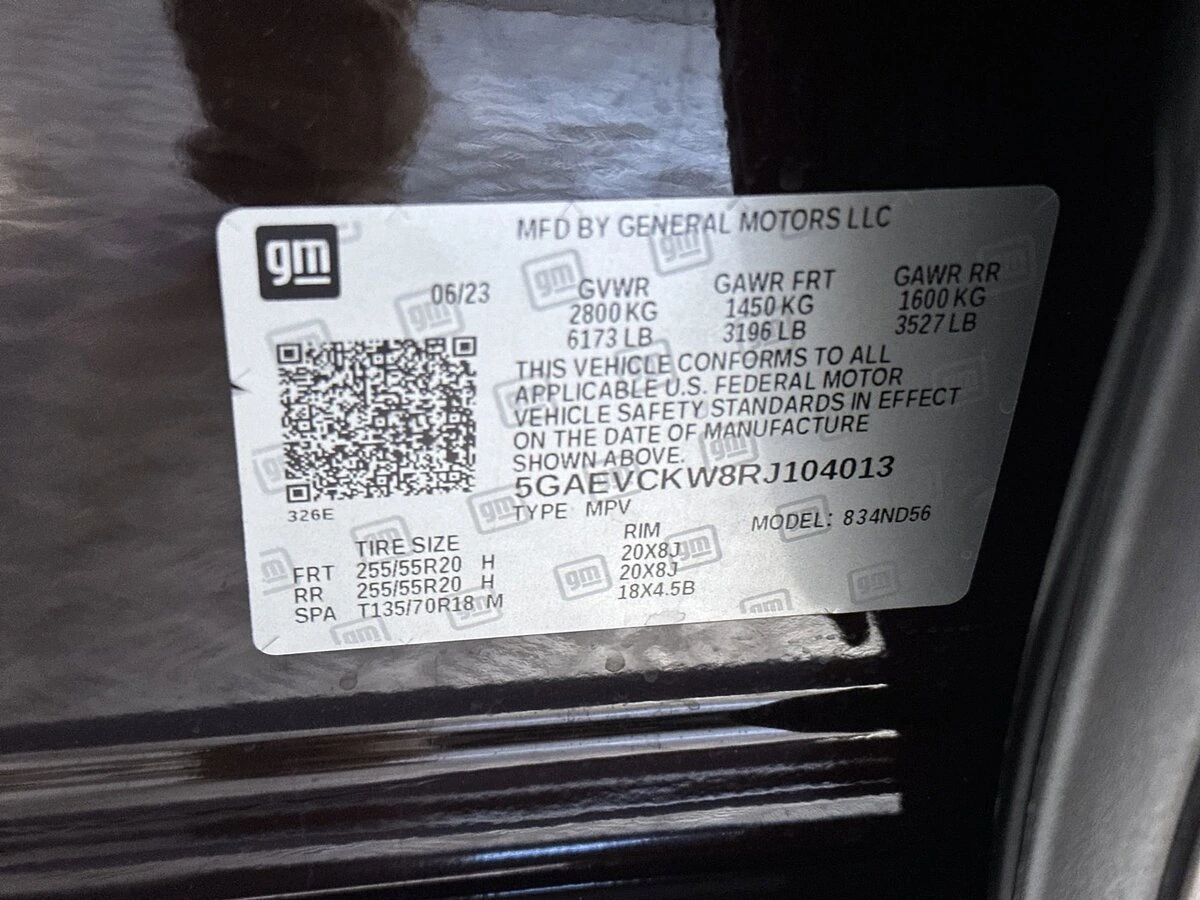 gm
MFD BY GENERAL MOTORS LLC
06/23
GVWR GAWR FRT GAWR RR
2800 KG 1450 KG 1600 KG
6173 LB 3196 LB 3527 LB
THIS VEHICLE CONFORMS TO ALL
APPLICABLE U.S. FEDERAL MOTOR
VEHICLE SAFETY STANDARDS IN EFFECT
ON THE DATE OF MANUFACTURE
SHOWN ABOVE.
5GAEVCKW8RJ104013
326E
TYPE MPV MODEL: 834ND56
TIRE SIZE RIM
FRT 255/55R20 H 20X8J
RR 255/55R20 H 20X8J
SPA T135/70R18 M 18X4.5B